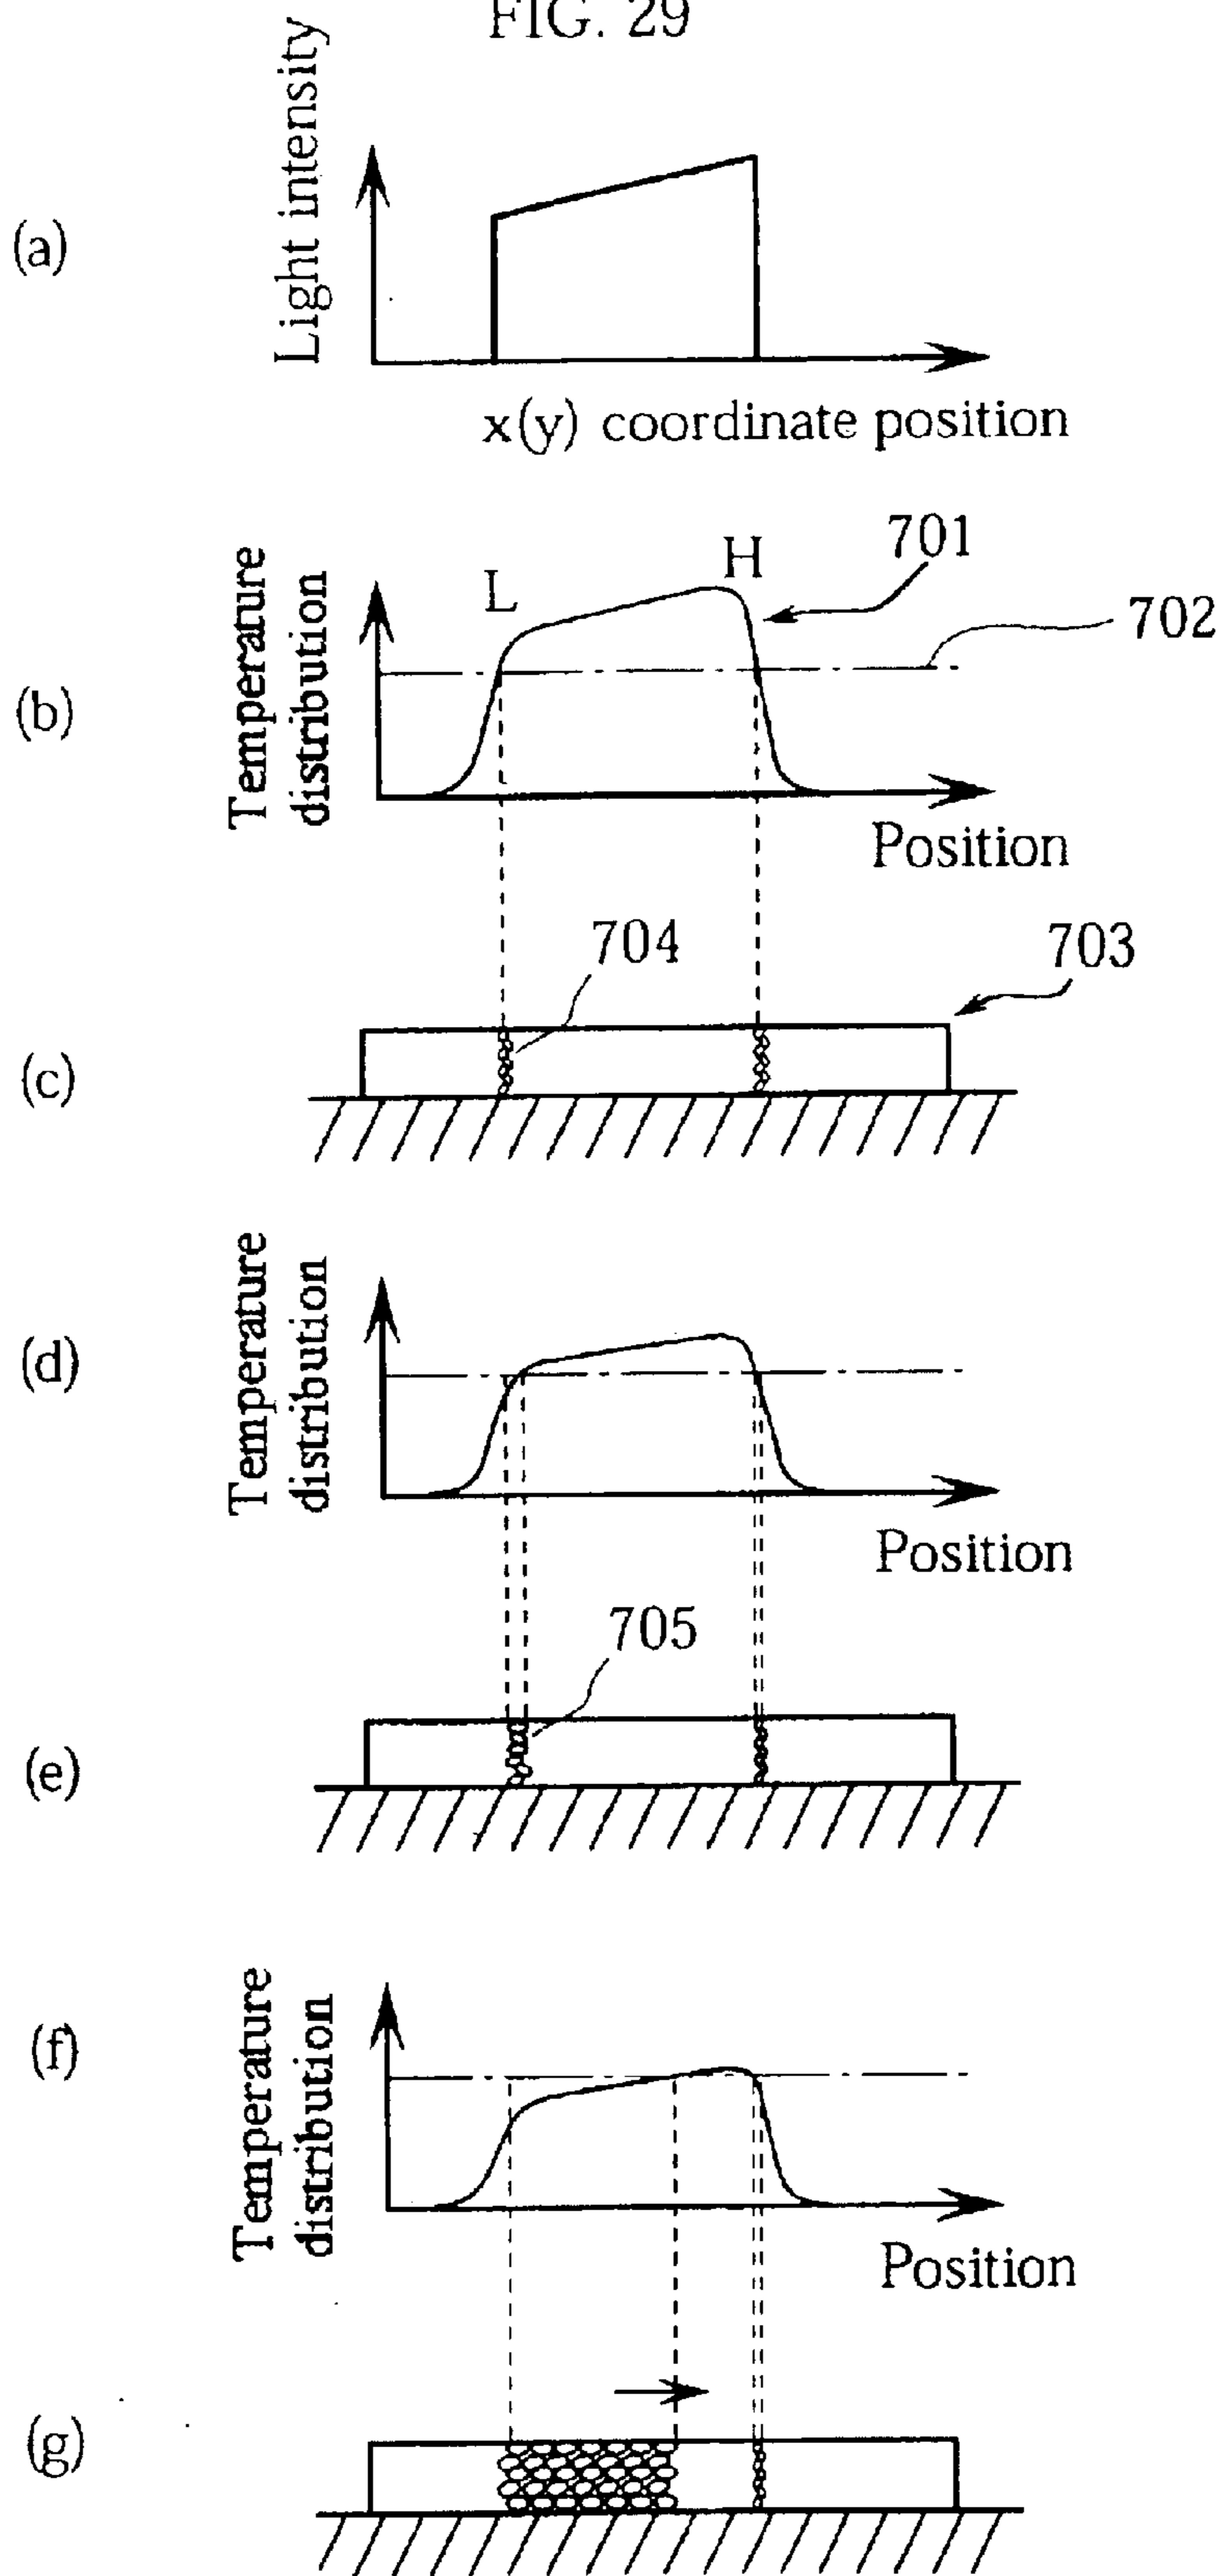 FIG. 29
(a)
Light intensity
x(y) coordinate position
(b)
Temperature
distribution
L
H
701
702
Position
(c)
704
703
(d)
Temperature
distribution
Position
(e)
705
(f)
Temperature
distribution
Position
(g)